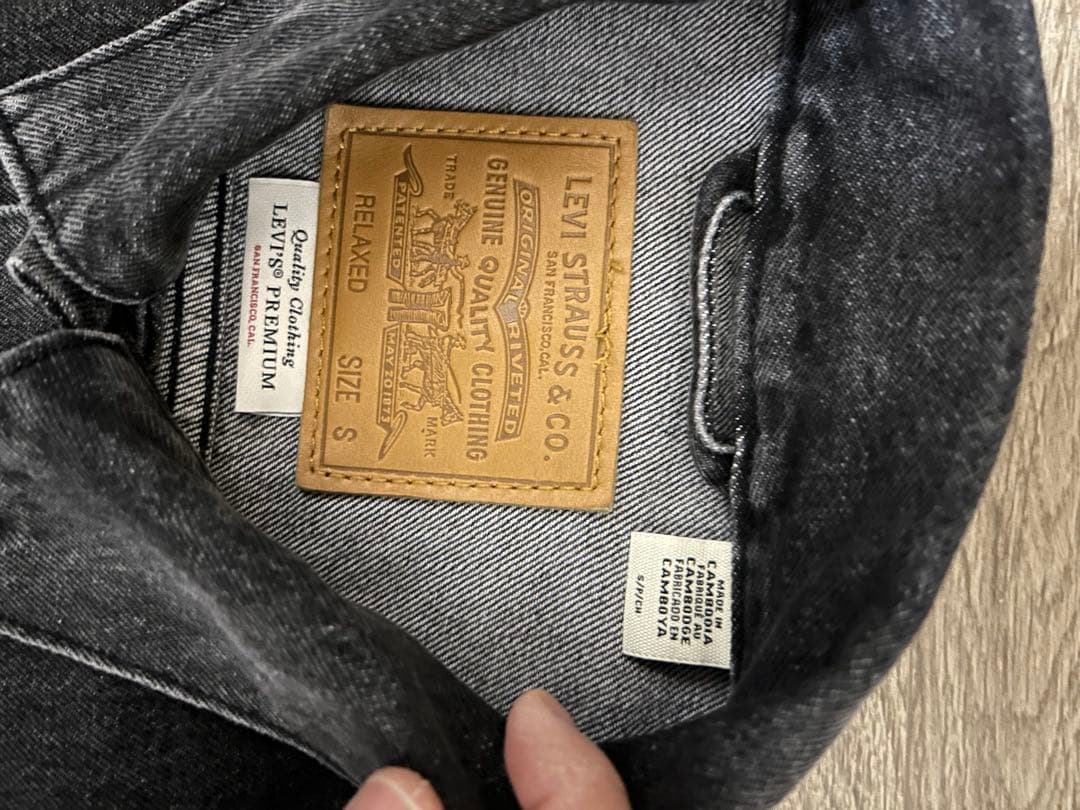 LEVI STRAUSS & CO.
SAN FRANCISCO, CAL.
ORIGINAL RIVETED
GENUINE QUALITY CLOTHING
TRADE MARK
PATENTED MAY 20 1873
RELAXED SIZE S
Quality Clothing
LEVI'S® PREMIUM
SAN FRANCISCO, CAL.
MADE IN
CAMBODIA
FABRIQUÉ AU
CAMBODGE
FABRICADO EN
CAMBOYA
S/P/CH